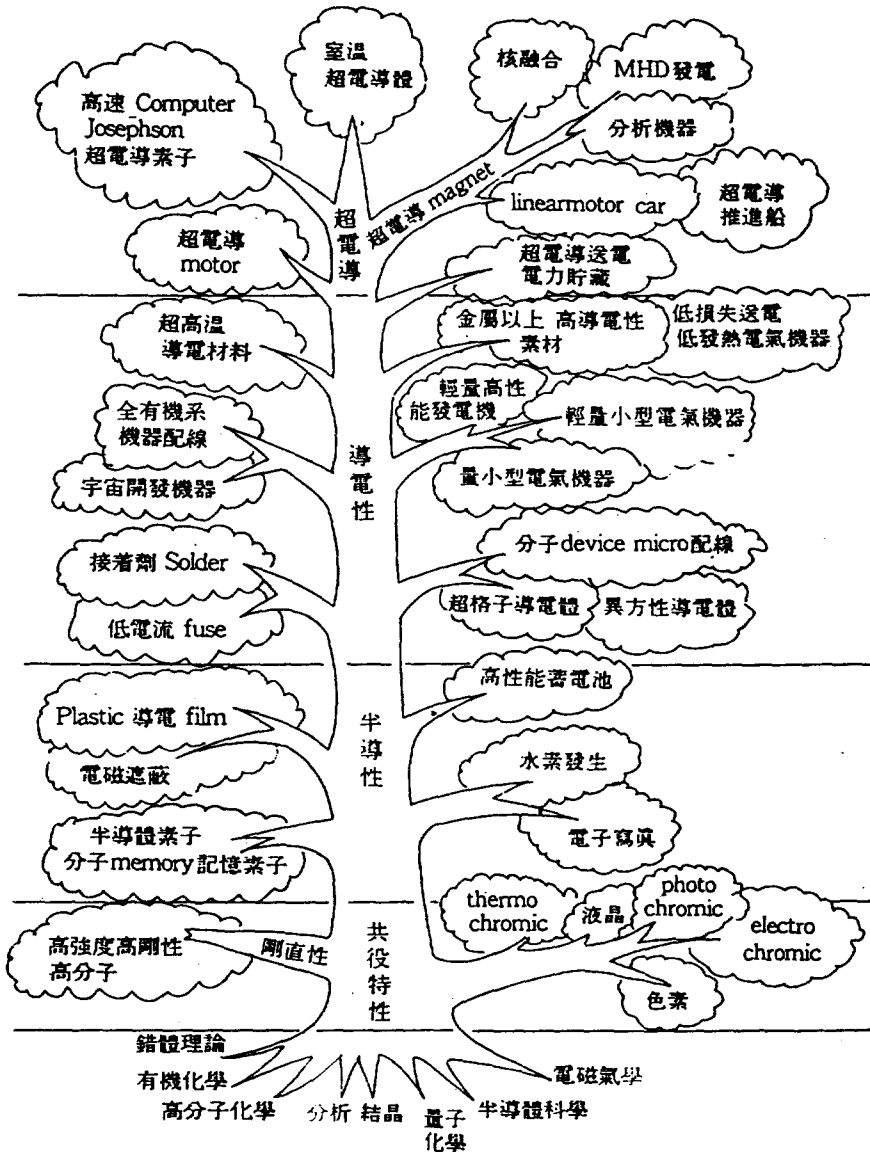 室温
超電導體
核融合
MHD發電
高速 Computer
Josephson
超電導素子
分析機器
超電導 magnet
linearmotor car
超電導
推進船
超電導
motor
超電導
超電導送電
電力貯藏
超高温
導電材料
金屬以上 高導電性
素材
低損失送電
低發熱電氣機器
輕量高性
能發電機
全有機系
機器配線
輕量小型電氣機器
導電性
宇宙開發機器
量小型電氣機器
接着劑 Solder
分子device micro配線
低電流 fuse
超格子導電體
異方性導電體
高性能蓄電池
Plastic 導電 film
半導性
水素發生
電磁遮蔽
半導體素子
分子memory記憶素子
電子寫眞
thermo
chromic
液晶
photo
chromic
electro
chromic
高強度高剛性
高分子
剛直性
共役特性
色素
錯體理論
有機化學
高分子化學
分析
結晶
量子
化學
半導體科學
電磁氣學